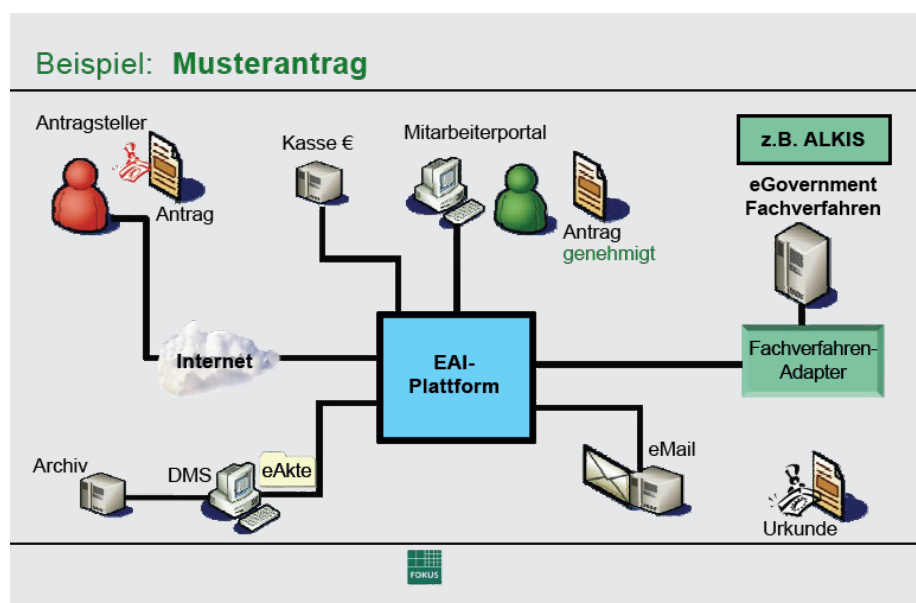 Beispiel: Musterantrag
Antragsteller
Antrag
Kasse €
Mitarbeiterportal
Antrag
genehmigt
z.B. ALKIS
eGovernment
Fachverfahren
Internet
EAI-
Plattform
Fachverfahren-
Adapter
Archiv
DMS
eAkte
eMail
Urkunde
FOKUS